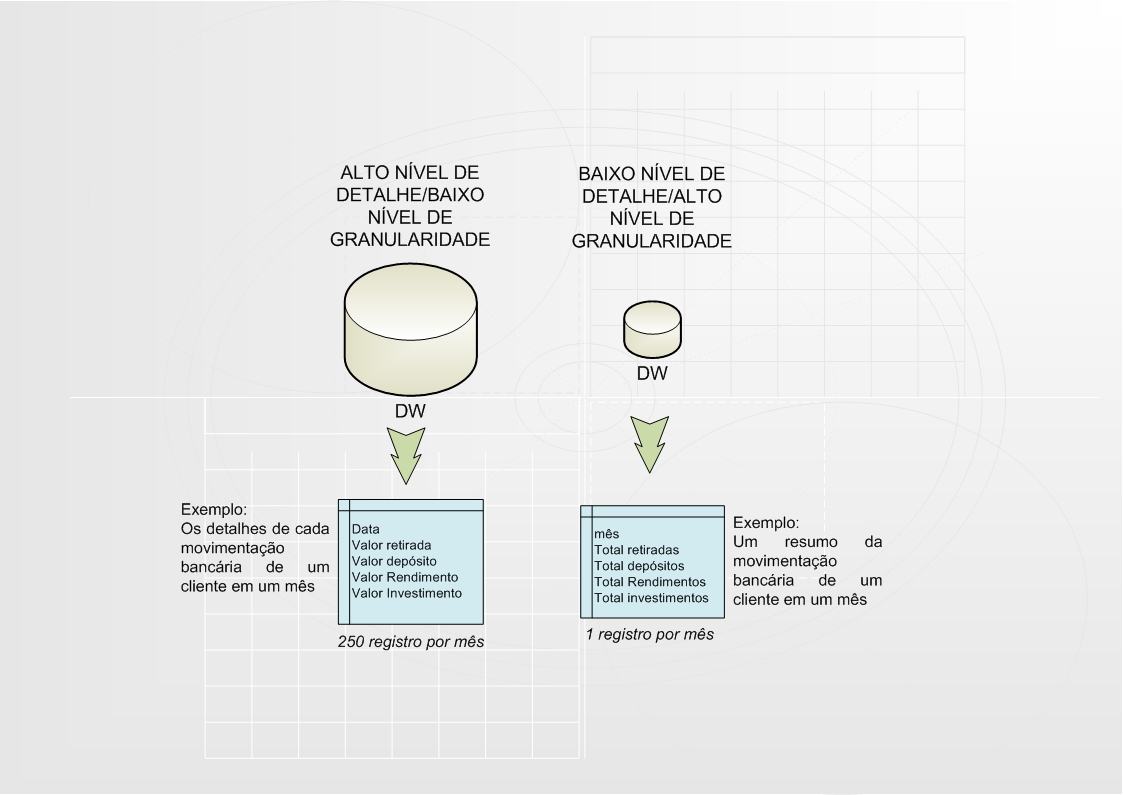 ALTO NÍVEL DE
DETALHE/BAIXO
NÍVEL DE
GRANULARIDADE
DW
Exemplo:
Os detalhes de cada
movimentação
bancária de um
cliente em um mês
Data
Valor retirada
Valor depósito
Valor Rendimento
Valor Investimento
250 registro por mês
BAIXO NÍVEL DE
DETALHE/ALTO
NÍVEL DE
GRANULARIDADE
DW
mês
Total retiradas
Total depósitos
Total Rendimentos
Total investimentos
1 registro por mês
Exemplo:
Um resumo da
movimentação
bancária de um
cliente em um mês